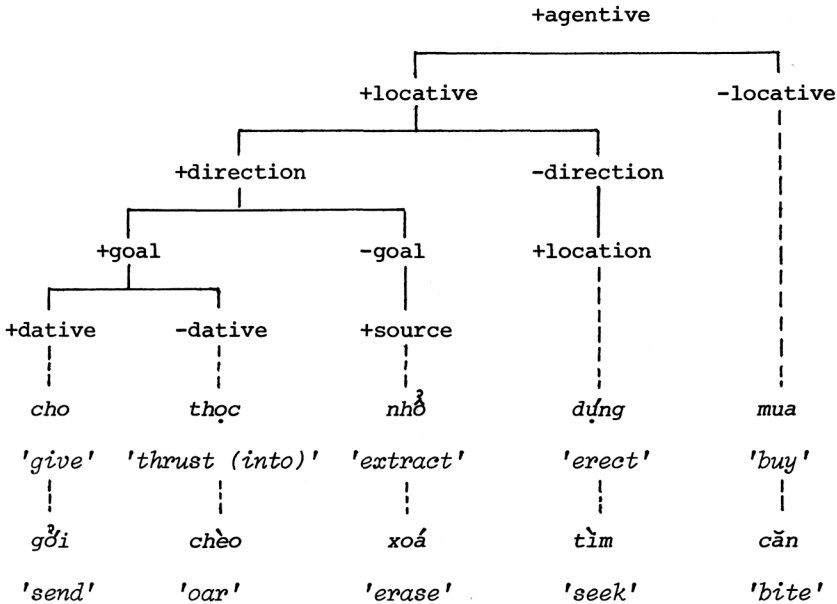 +agentive
+locative -locative
+direction -direction
+goal -goal +location
+dative -dative +source
cho thọc nhổ dựng mua
'give' 'thrust (into)' 'extract' 'erect' 'buy'
gởi chèo xoá tìm cắn
'send' 'oar' 'erase' 'seek' 'bite'